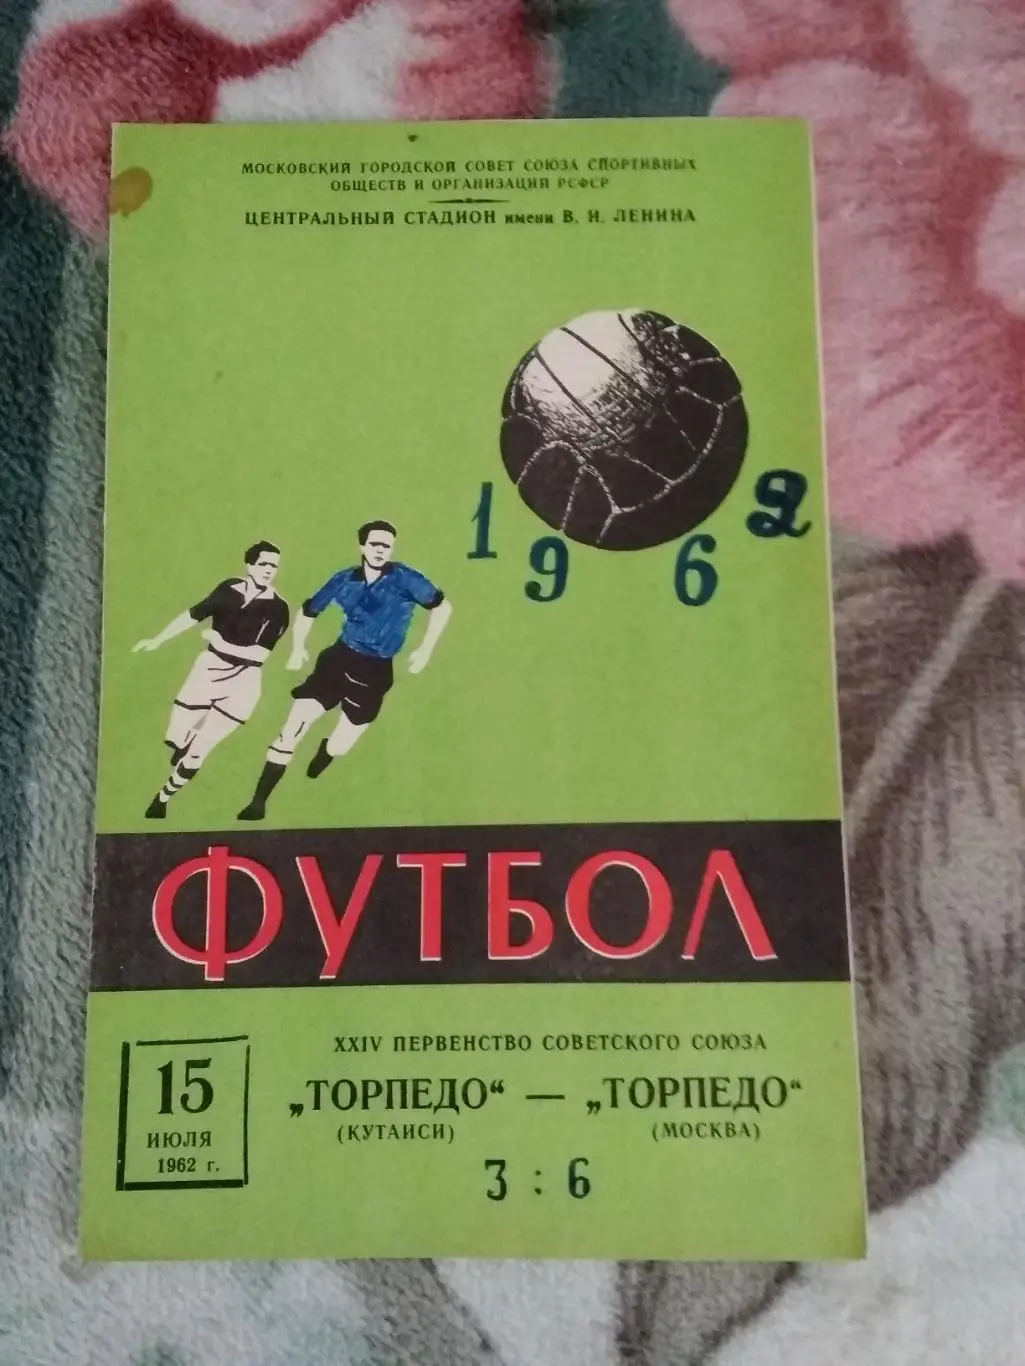 МОСКОВСКИЙ ГОРОДСКОЙ СОВЕТ СОЮЗА СПОРТИВНЫХ
ОБЩЕСТВ И ОРГАНИЗАЦИЙ РСФСР
ЦЕНТРАЛЬНЫЙ СТАДИОН имени В. И. ЛЕНИНА
1962
ФУТБОЛ
15
ИЮЛЯ
1962 г.
XXIV ПЕРВЕНСТВО СОВЕТСКОГО СОЮЗА
„ТОРПЕДО“ — „ТОРПЕДО“
(КУТАИСИ) (МОСКВА)
3 : 6